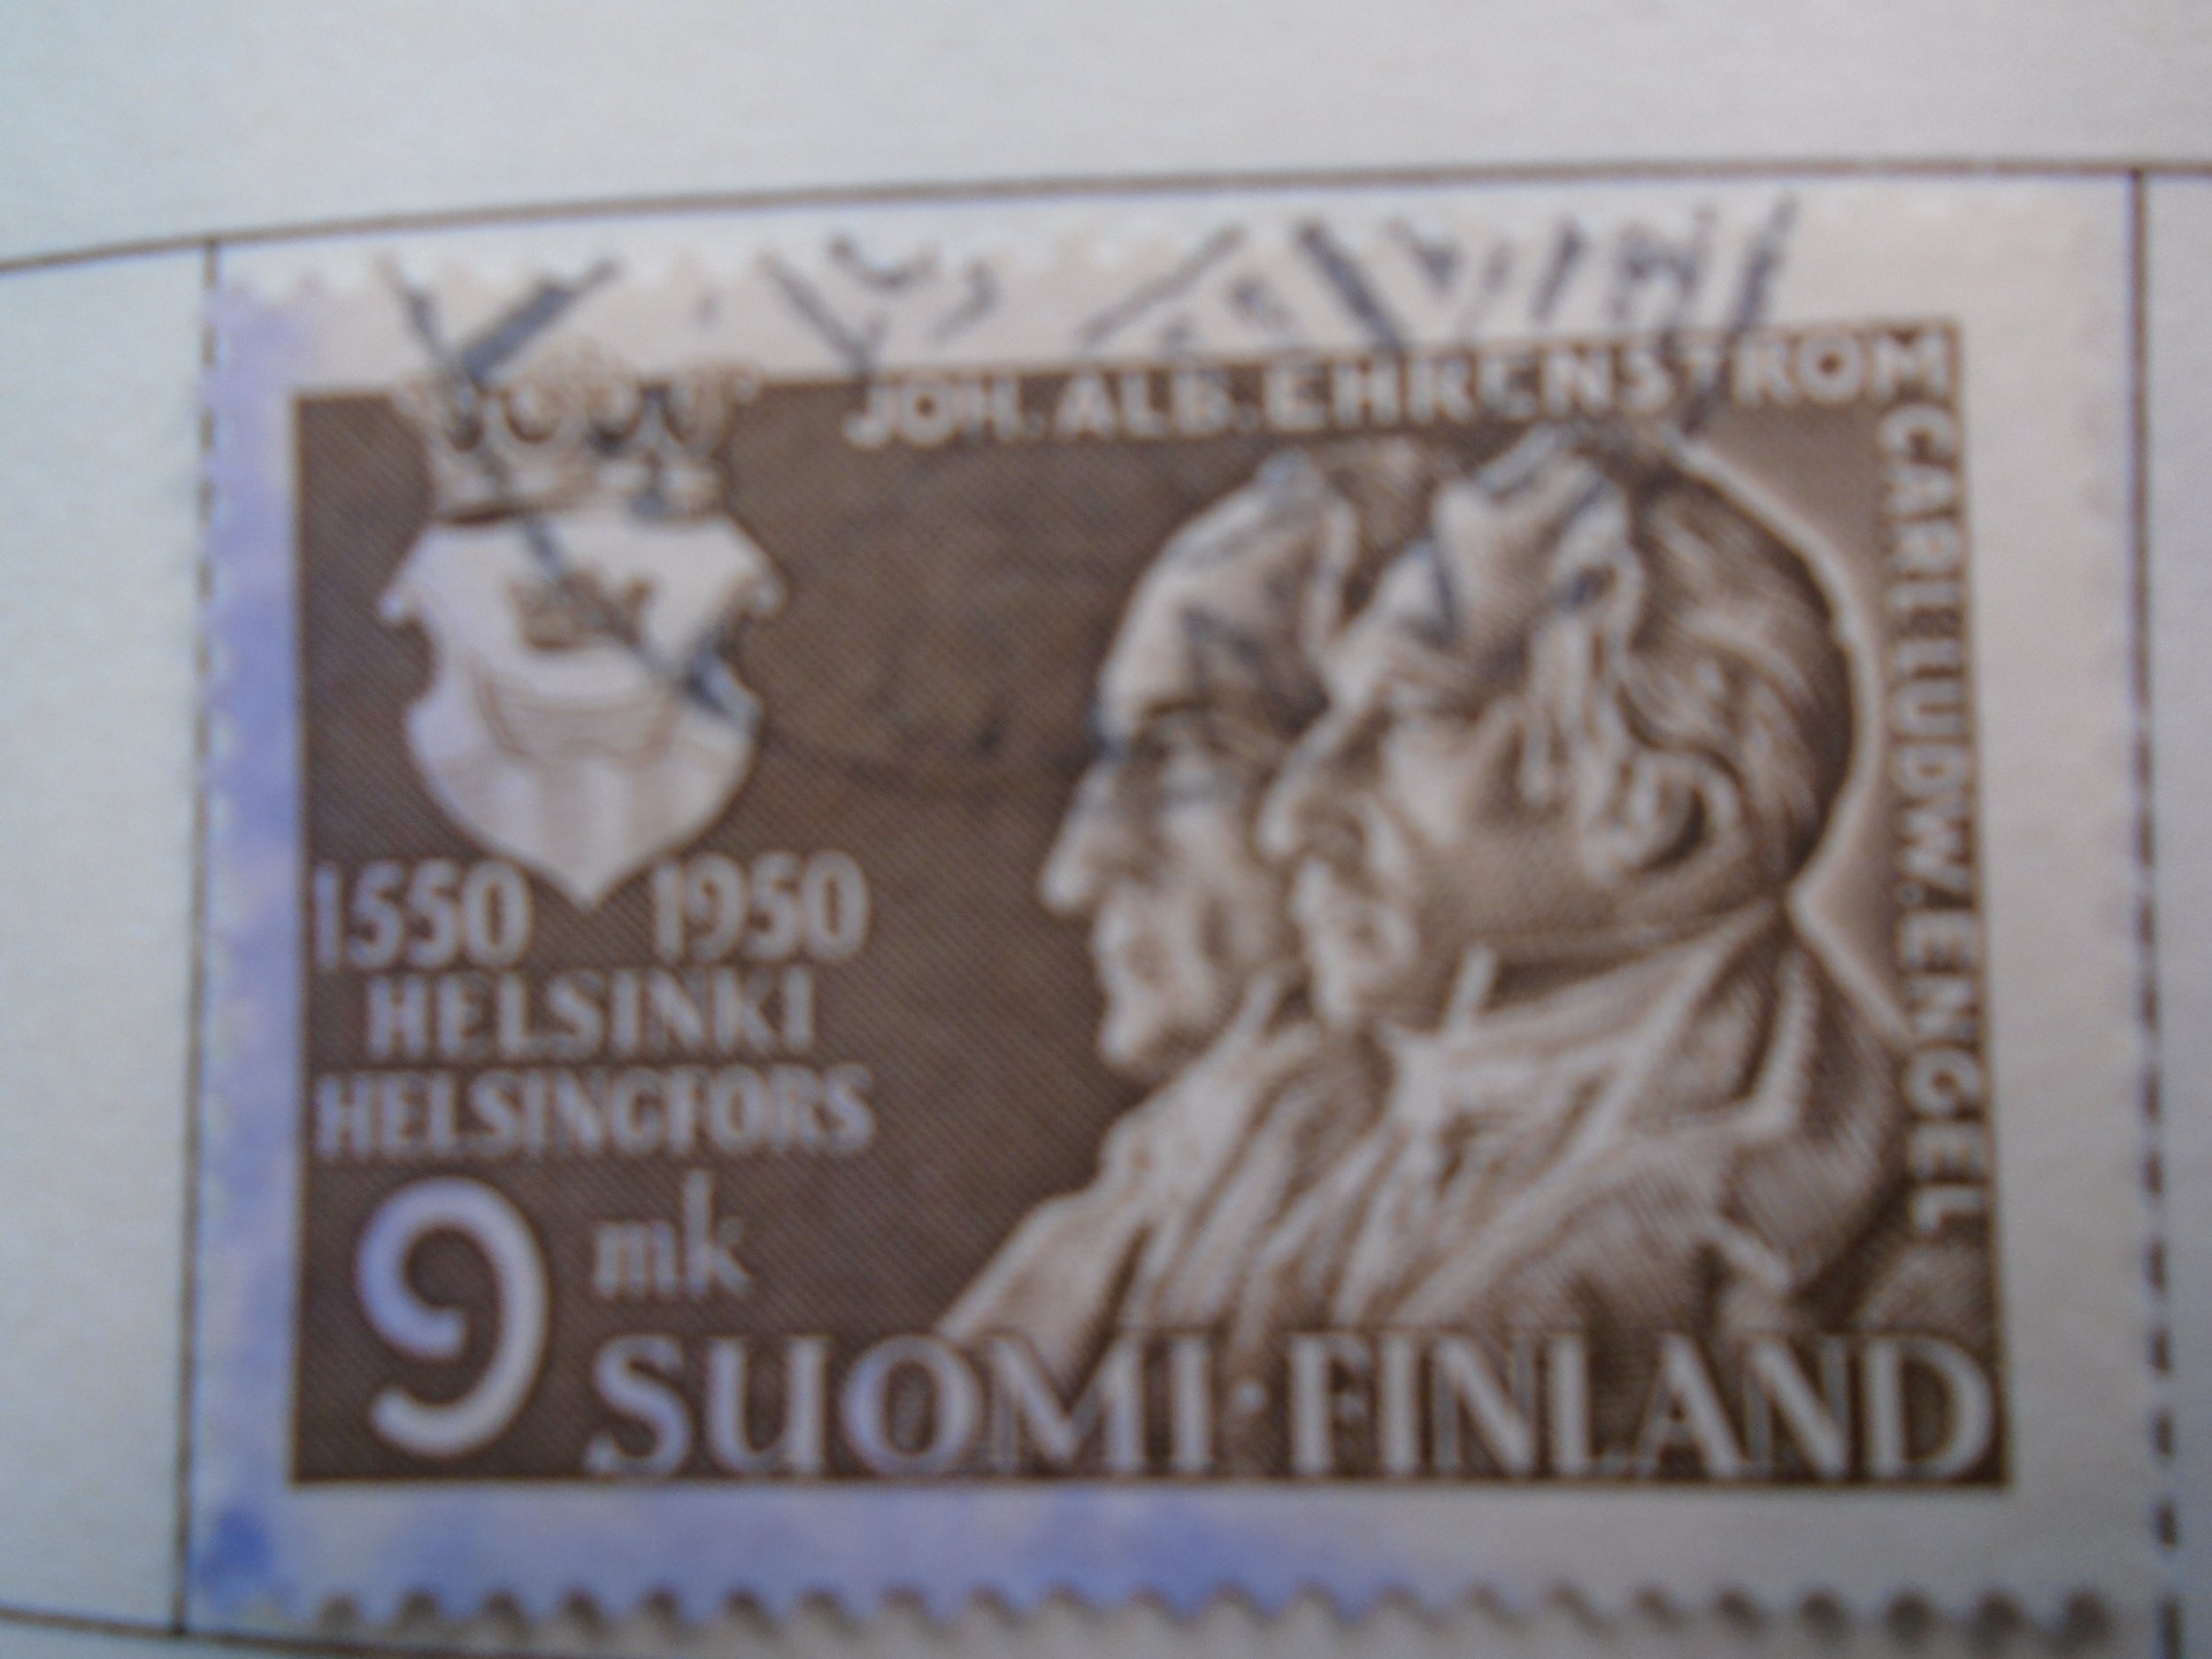 JOH. ALB. EHRENSTRÖM
CARL LUDW. ENGEL
1550 1950
HELSINKI
HELSINGFORS
9 mk
SUOMI·FINLAND